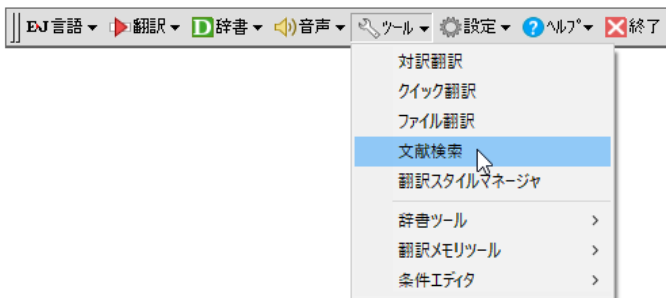 EJ 言語 翻訳 D 辞書 音声 ツール 設定 ? ヘルプ 終了
対訳翻訳
クイック翻訳
ファイル翻訳
文献検索
翻訳スタイルマネージャ
辞書ツール
翻訳メモリツール
条件エディタ